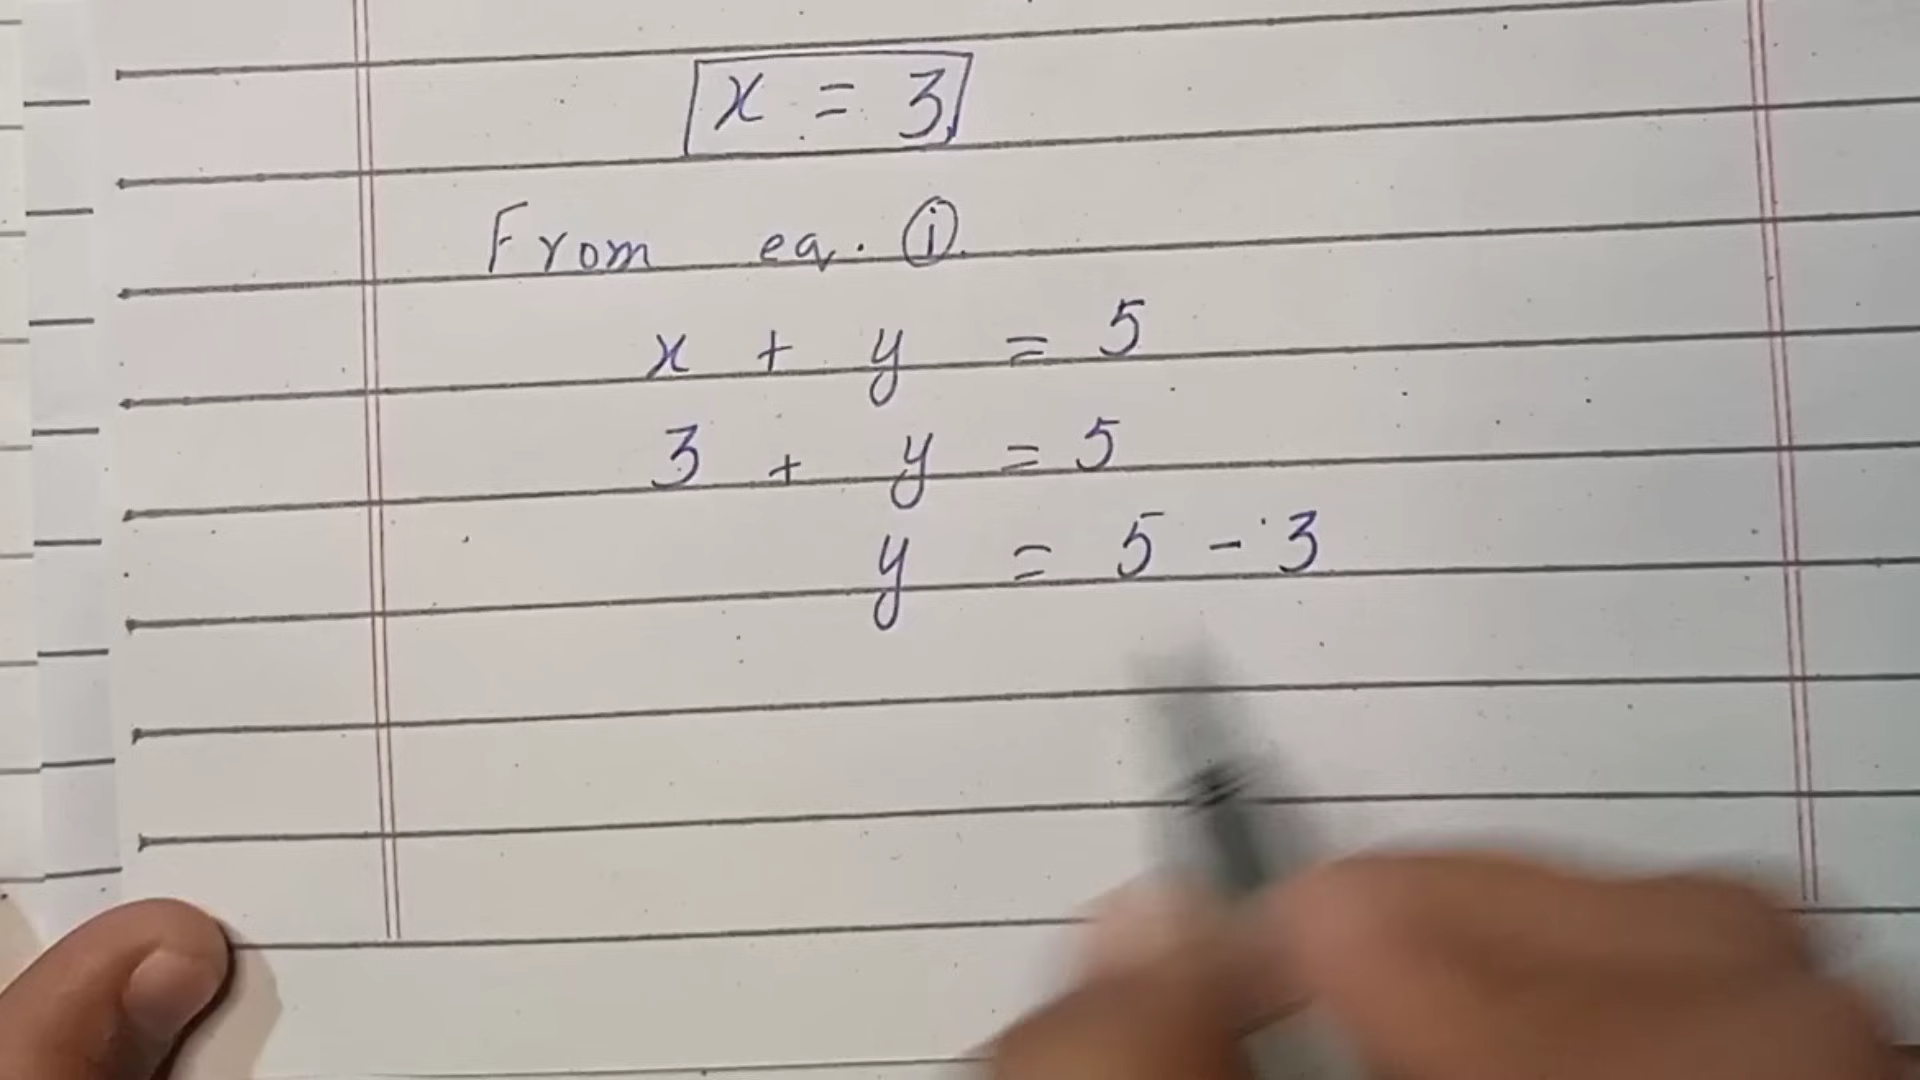 x = 3
From eq. ⓘ.
x + y = 5
3 + y = 5
y = 5 - 3